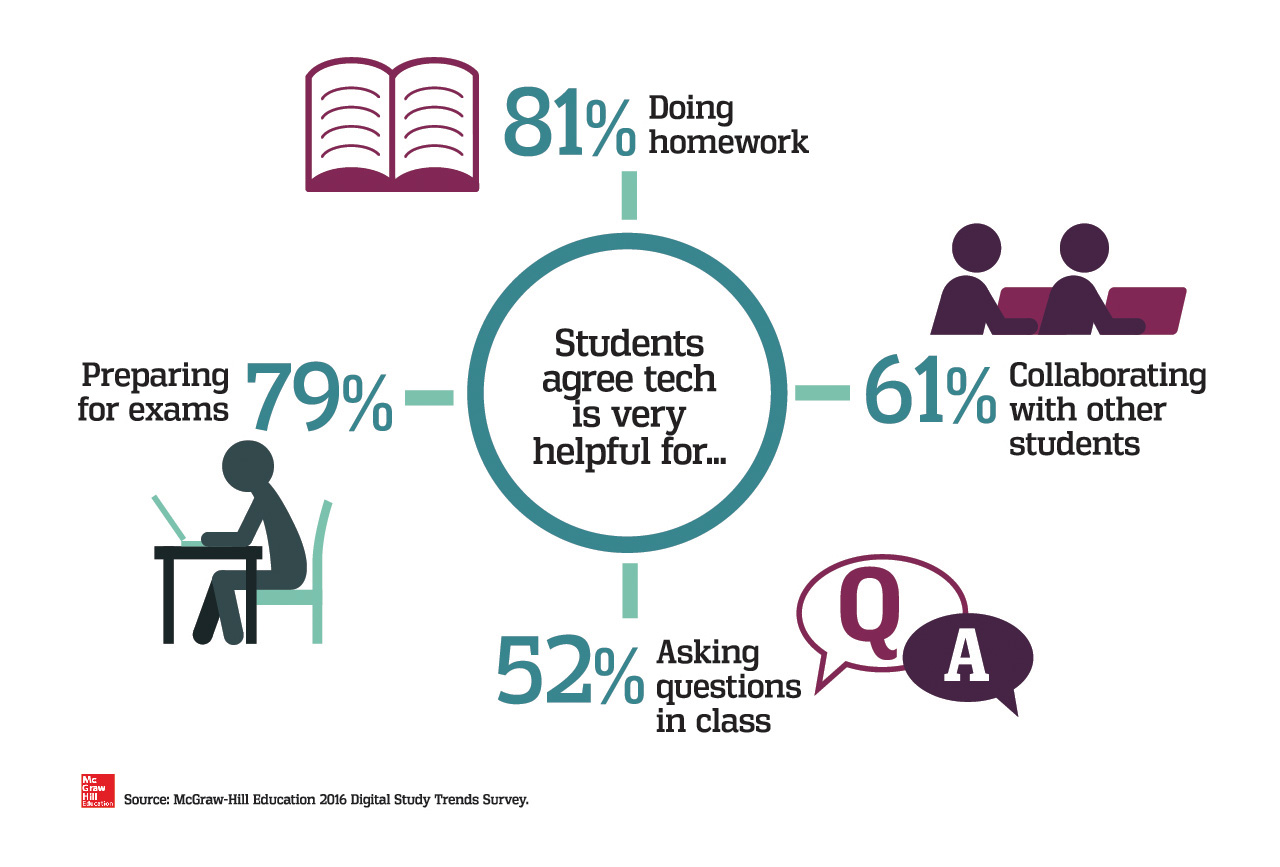 81%
Doing
homework
Students
agree tech
is very
helpful for...
Preparing
for exams
79%
61%
Collaborating
with other
students
52%
Asking
questions
in class
Q
A
Mc
Graw
Hill
Education
Source: McGraw-Hill Education 2016 Digital Study Trends Survey.